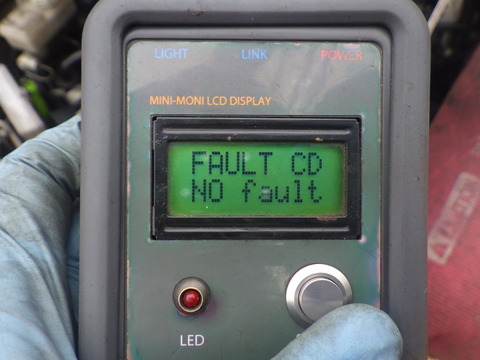 LIGHT LINK POWER
MINI-MONI LCD DISPLAY
FAULT CD
NO fault
LED